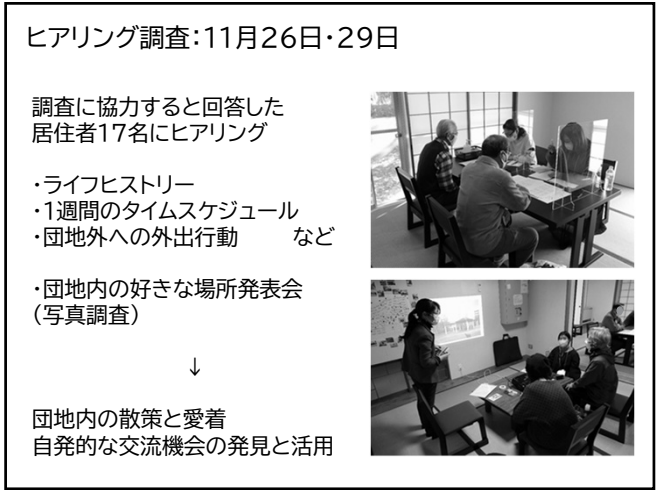 ヒアリング調査：11月26日・29日
調査に協力すると回答した
居住者17名にヒアリング
・ライフヒストリー
・1週間のタイムスケジュール
・団地外への外出行動　　など
・団地内の好きな場所発表会
（写真調査）
↓
団地内の散策と愛着
自発的な交流機会の発見と活用